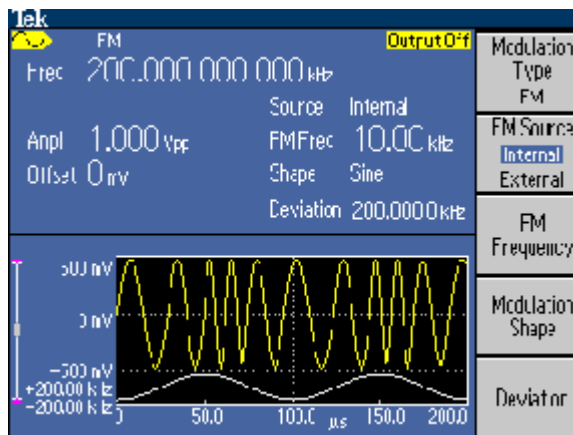 Tek
FM
Output Off
Freq 200.000 000 000 kHz
Source Internal
Ampl 1.000 Vpp
FM Freq 10.00 kHz
Offset 0 mV
Shape Sine
Deviation 200.0000 kHz
500 mV
0 mV
-500 mV
+200.00 kHz
-200.00 kHz
0 50.0 100.0 µs 150.0 200.0
Modulation
Type
FM
FM Source
Internal
External
FM
Frequency
Modulation
Shape
Deviation